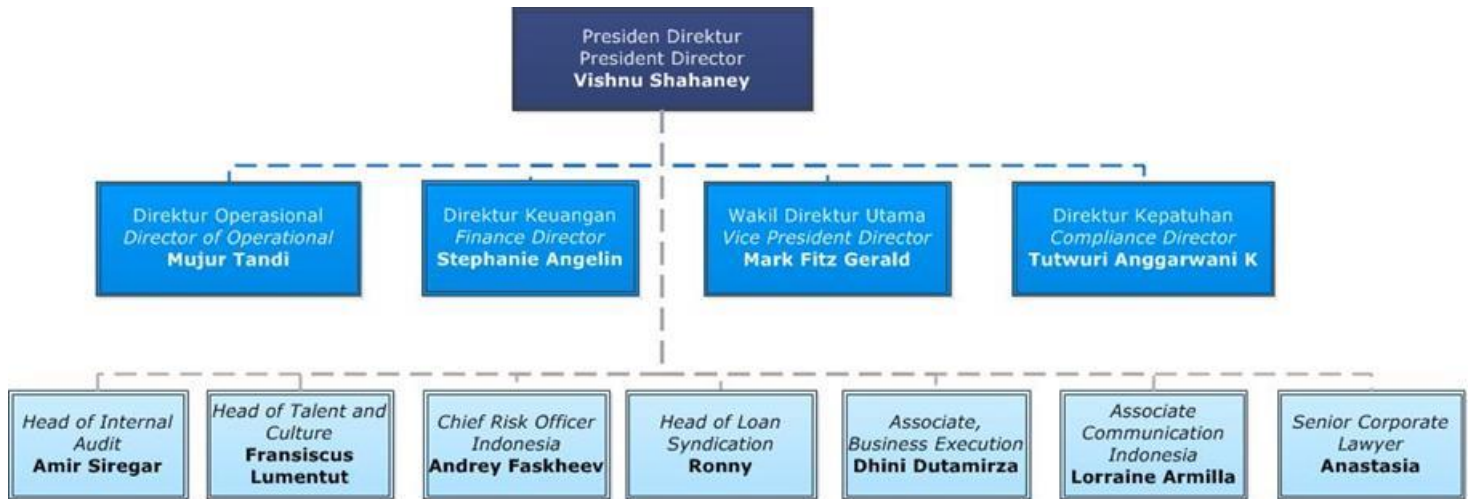 Presiden Direktur
President Director
Vishnu Shahaney
Direktur Operasional
Director of Operational
Mujur Tandi
Direktur Keuangan
Finance Director
Stephanie Angelin
Wakil Direktur Utama
Vice President Director
Mark Fitz Gerald
Direktur Kepatuhan
Compliance Director
Tutwuri Anggarwani K
Head of Internal
Audit
Amir Siregar
Head of Talent and
Culture
Fransiscus
Lumentut
Chief Risk Officer
Indonesia
Andrey Faskheev
Head of Loan
Syndication
Ronny
Associate,
Business Execution
Dhini Dutamirza
Associate
Communication
Indonesia
Lorraine Armilla
Senior Corporate
Lawyer
Anastasia